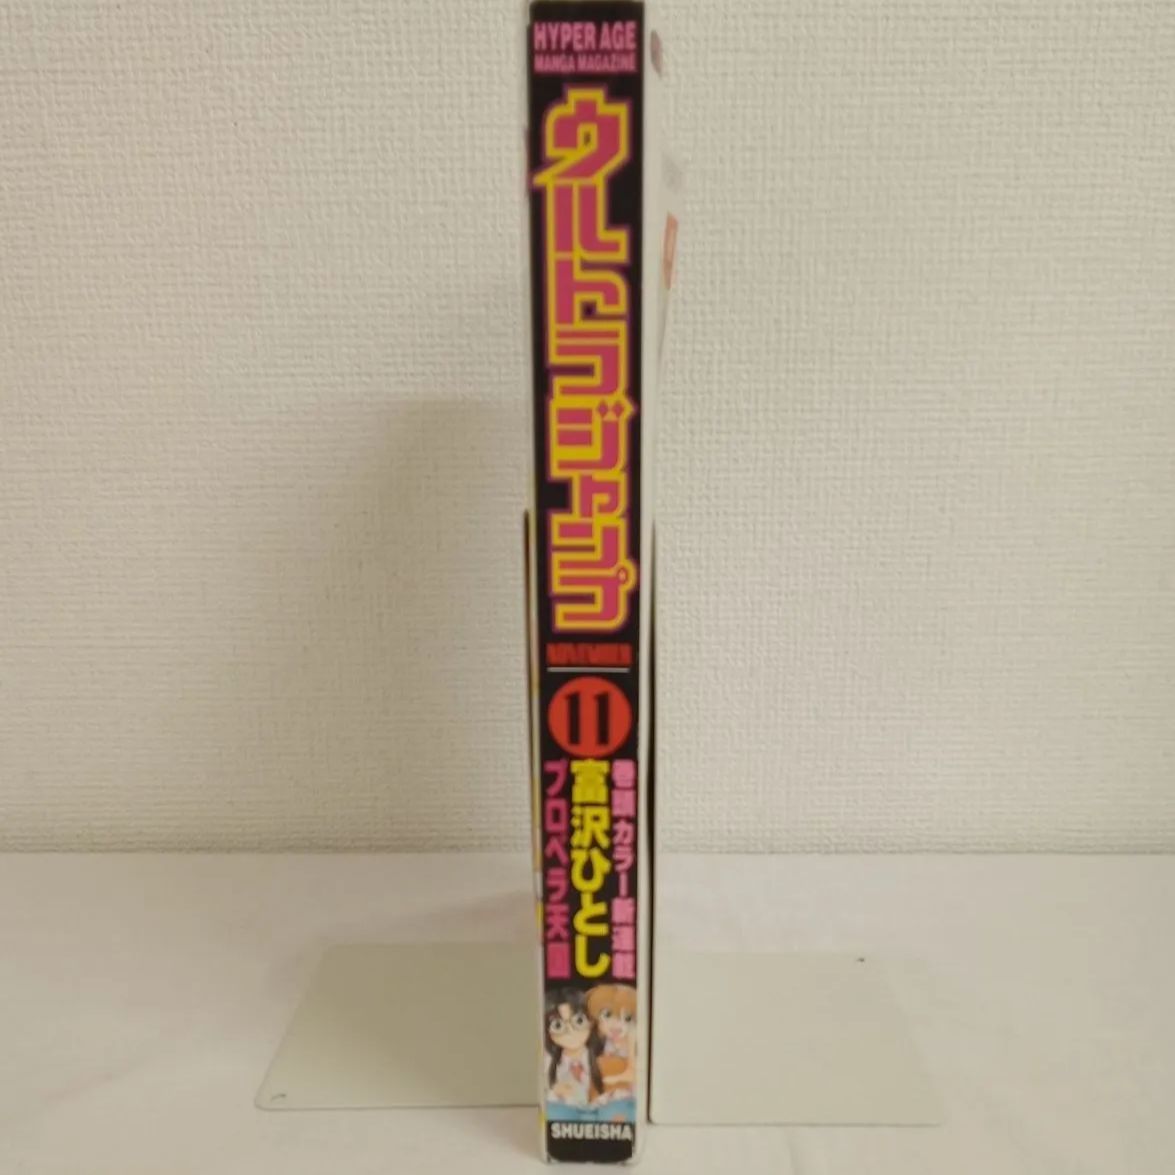 HYPER AGE
MANGA MAGAZINE
ウルトラジャンプ
NOVEMBER
11
巻頭カラー新連載
富沢ひとし
プロペラ天国
SHUEISHA